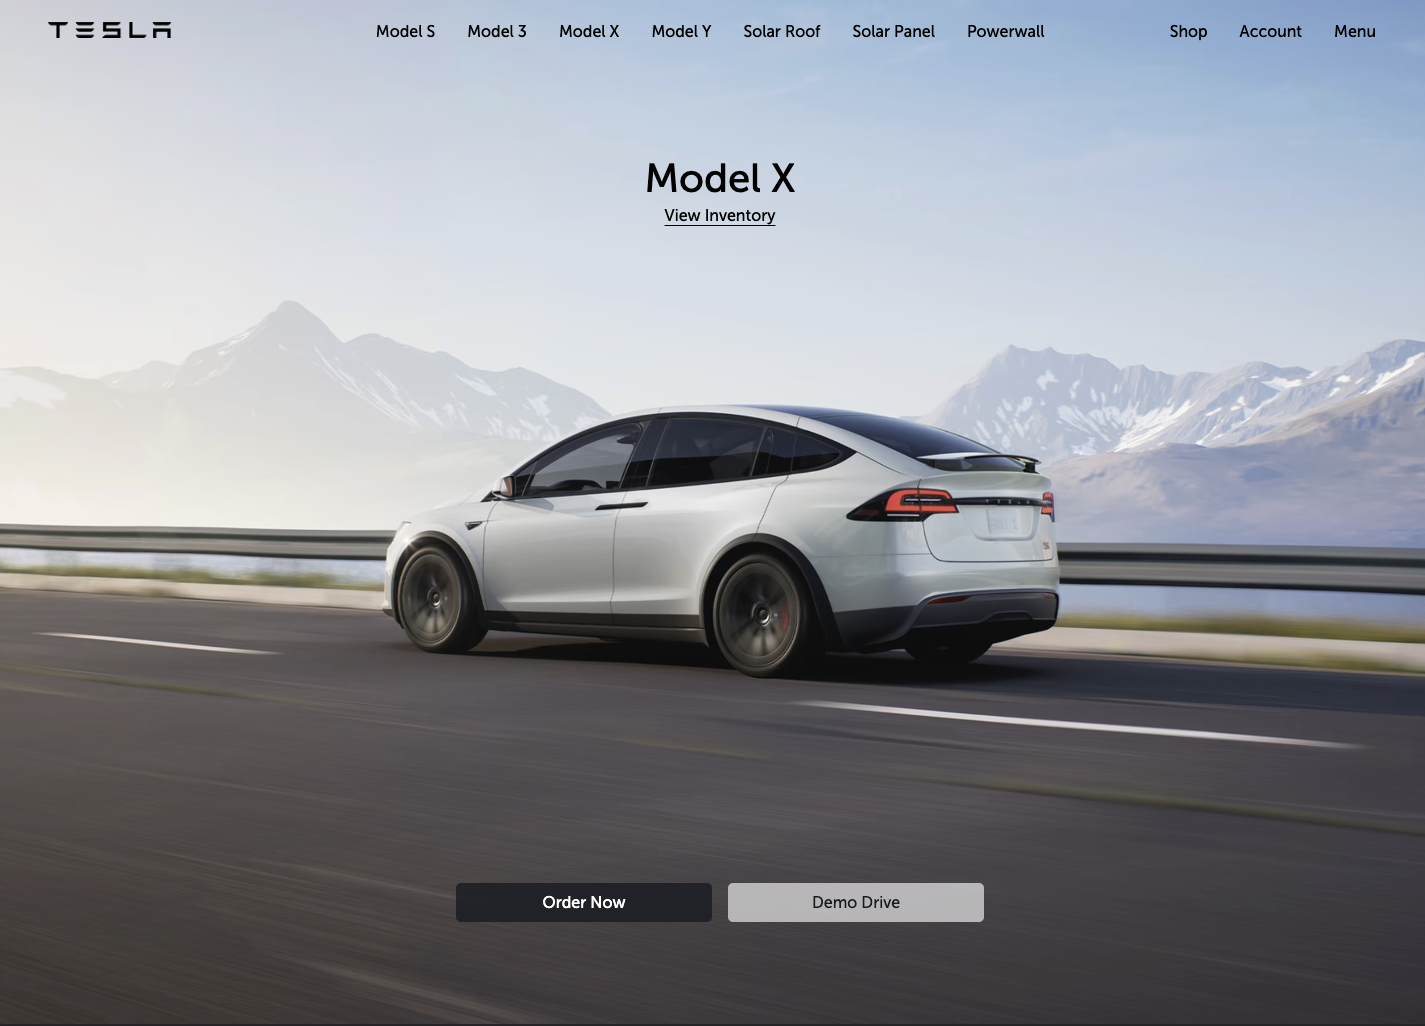 TESLA
Model S
Model 3
Model X
Model Y
Solar Roof
Solar Panel
Powerwall
Shop
Account
Menu
Model X
View Inventory
TESLA
Order Now
Demo Drive